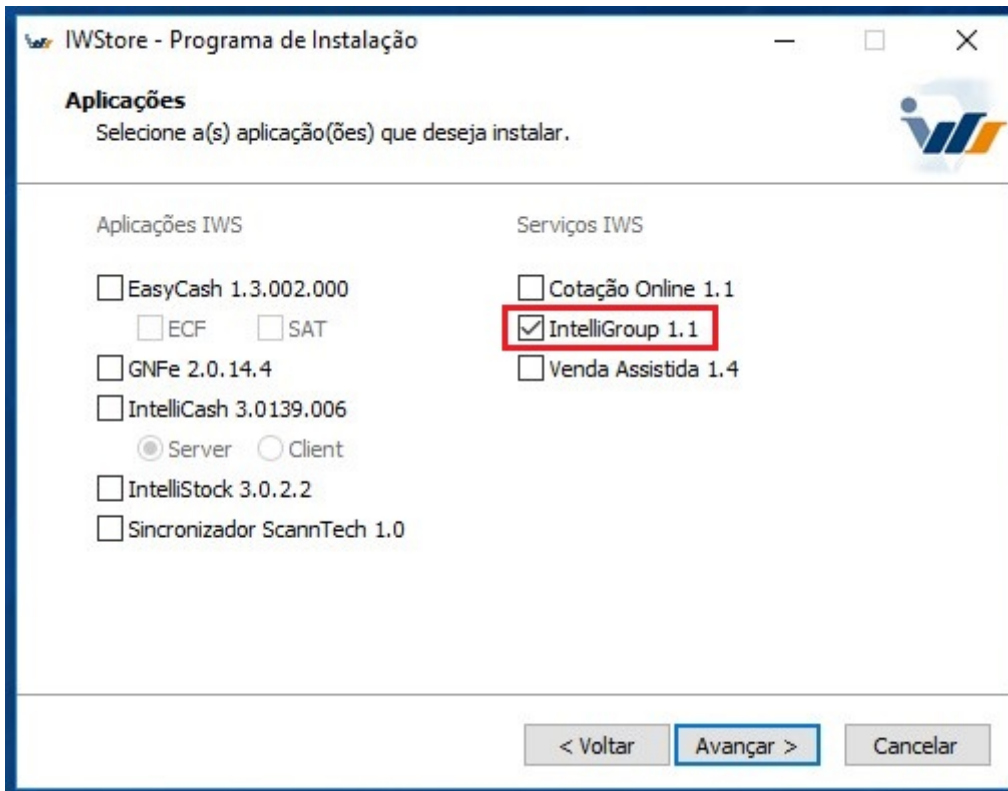 IWStore - Programa de Instalação
Aplicações
Selecione a(s) aplicação(ões) que deseja instalar.
iws
Aplicações IWS
EasyCash 1.3.002.000
ECF SAT
GNFe 2.0.14.4
IntelliCash 3.0139.006
Server Client
IntelliStock 3.0.2.2
Sincronizador ScannTech 1.0
Serviços IWS
Cotação Online 1.1
IntelliGroup 1.1
Venda Assistida 1.4
< Voltar Avançar > Cancelar